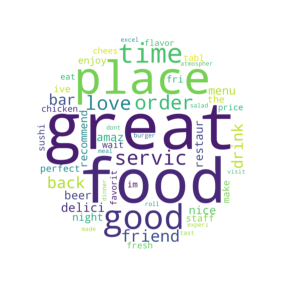 excel
flavor
time
atmospher
enjoy
chees
tabl
eat
ive
place
fri
chicken
bar
love
order
salad
menu
the
price
great
sushi
recommend
dont
amaz
burger
wait
servic
restaur
drink
perfect
meal
food
back
beer
delici
dinner
favorit
im
make
visit
night
good
roll
nice
staff
friend
experi
made
fresh
tast